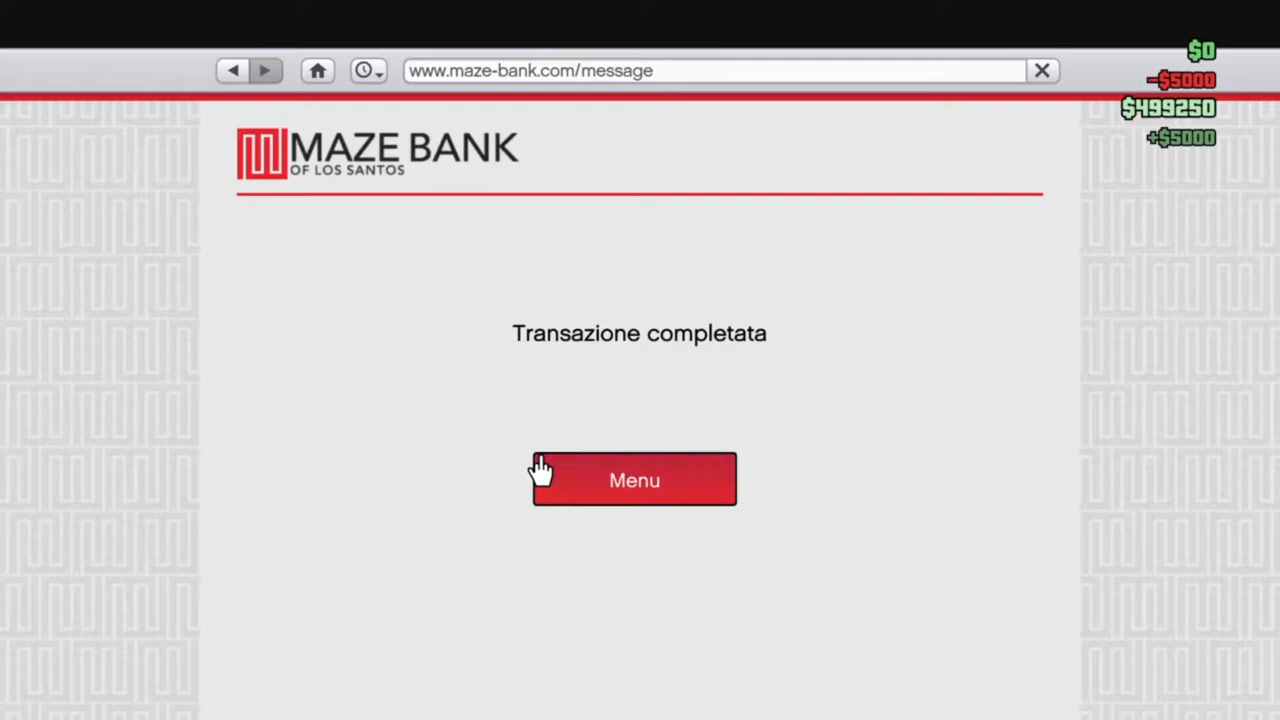 www.maze-bank.com/message
$0
-$5000
$499250
+$5000
MAZE BANK
OF LOS SANTOS
Transazione completata
Menu